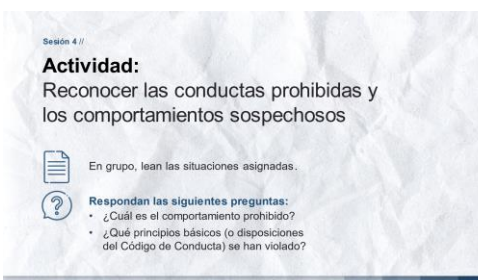 Sesión 4 //
Actividad:
Reconocer las conductas prohibidas y
los comportamientos sospechosos
En grupo, lean las situaciones asignadas.
Respondan las siguientes preguntas:
• ¿Cuál es el comportamiento prohibido?
• ¿Qué principios básicos (o disposiciones
del Código de Conducta) se han violado?